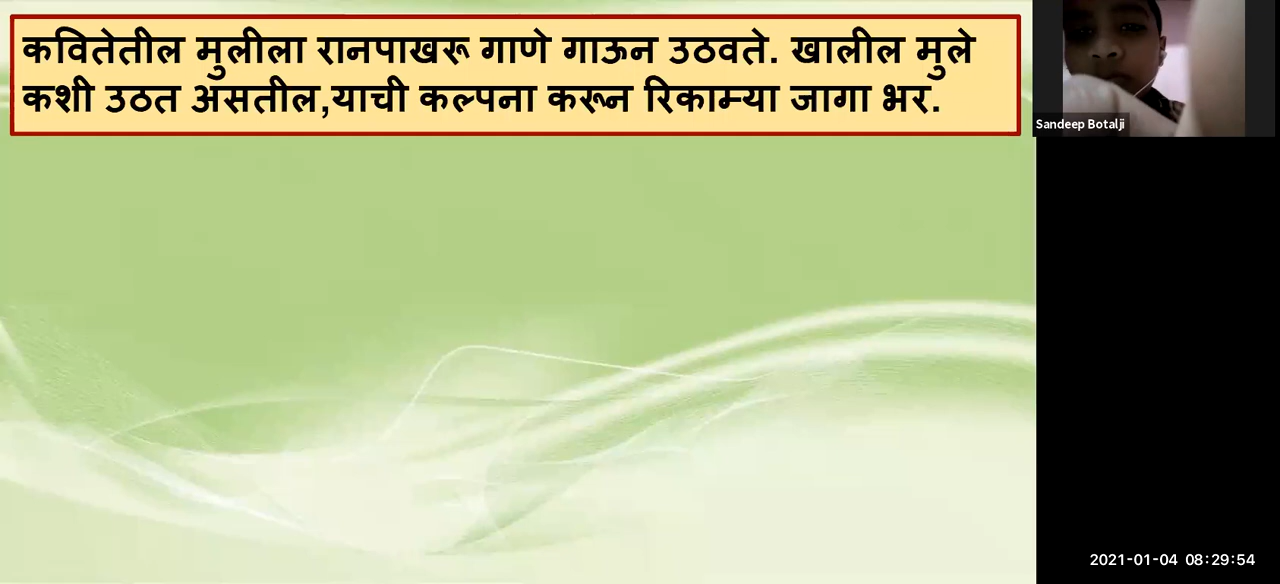 कवितेतील मुलीला रानपाखरू गाणे गाऊन उठवते. खालील मुले
कशी उठत असतील,याची कल्पना करून रिकाम्या जागा भर.
Sandeep Botalji
2021-01-04 08:29:54